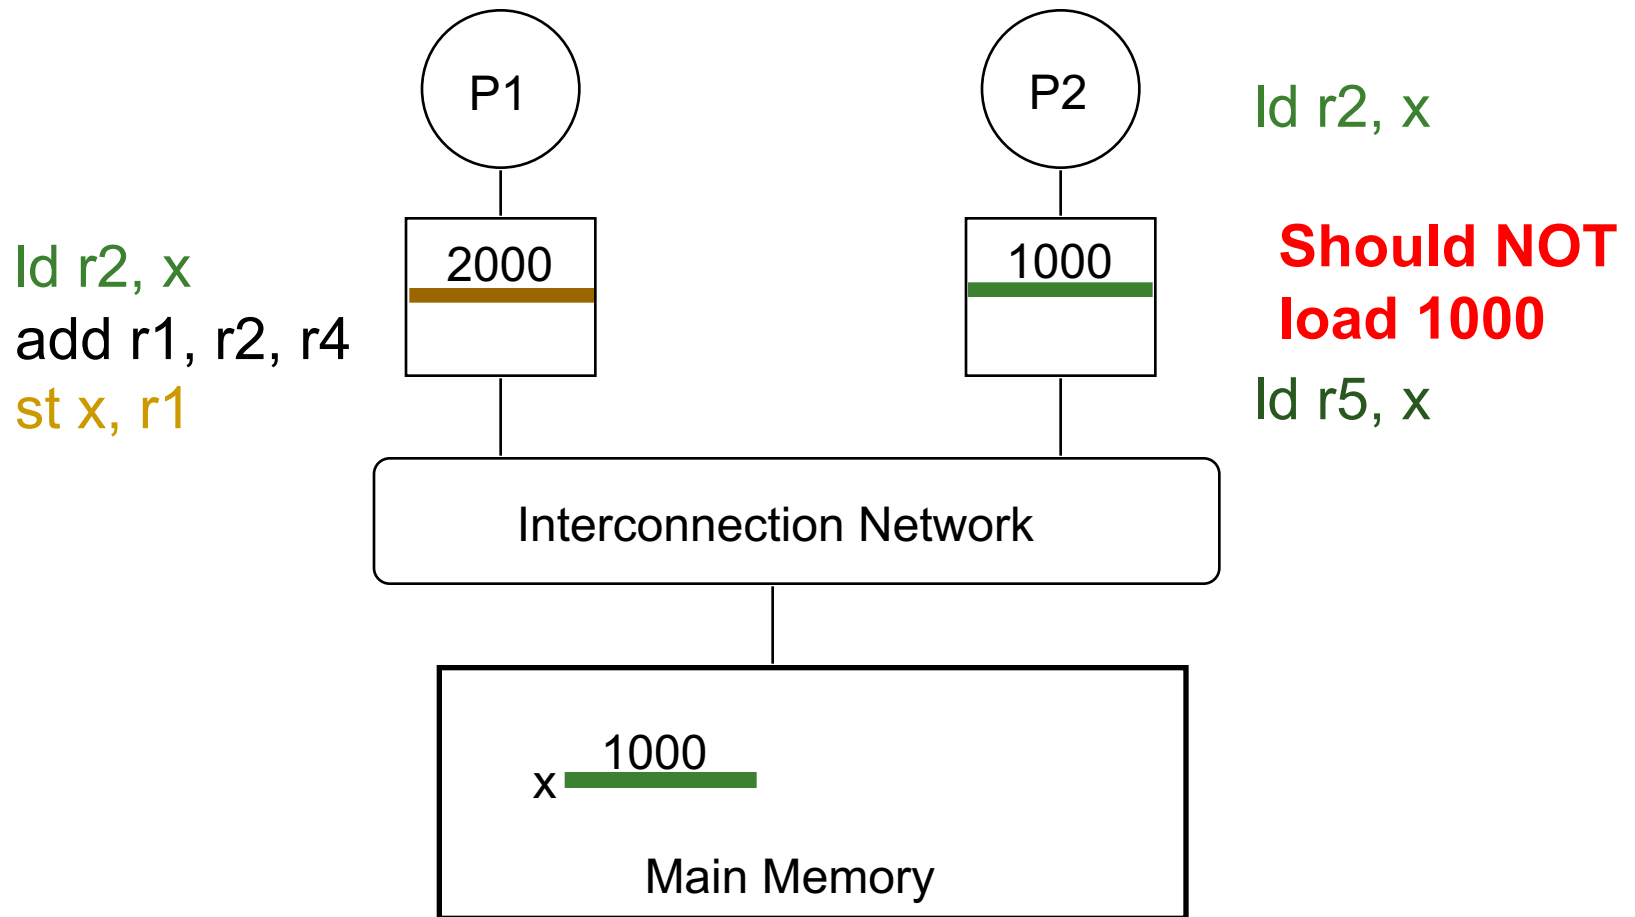 P1
P2
ld r2, x
2000
1000
Should NOT
load 1000
ld r2, x
add r1, r2, r4
st x, r1
ld r5, x
Interconnection Network
1000
x
Main Memory